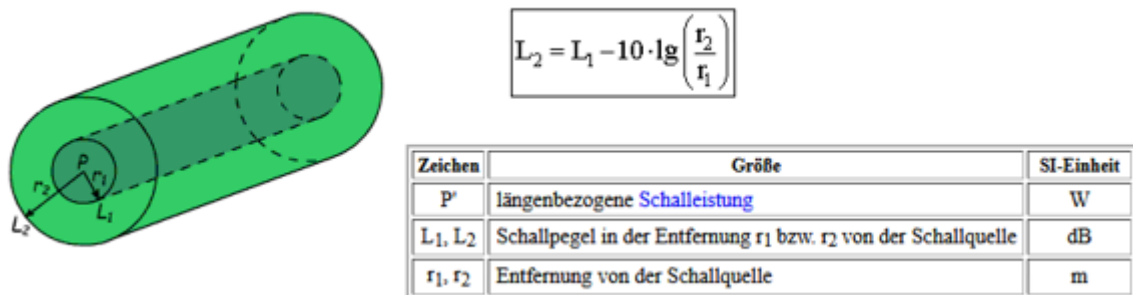 L₂ = L₁ − 10 · lg (r₂ / r₁)
P
r₂ r₁
L₁
L₂
Zeichen Größe SI-Einheit
P' längenbezogene Schalleistung W
L₁, L₂ Schallpegel in der Entfernung r₁ bzw. r₂ von der Schallquelle dB
r₁, r₂ Entfernung von der Schallquelle m